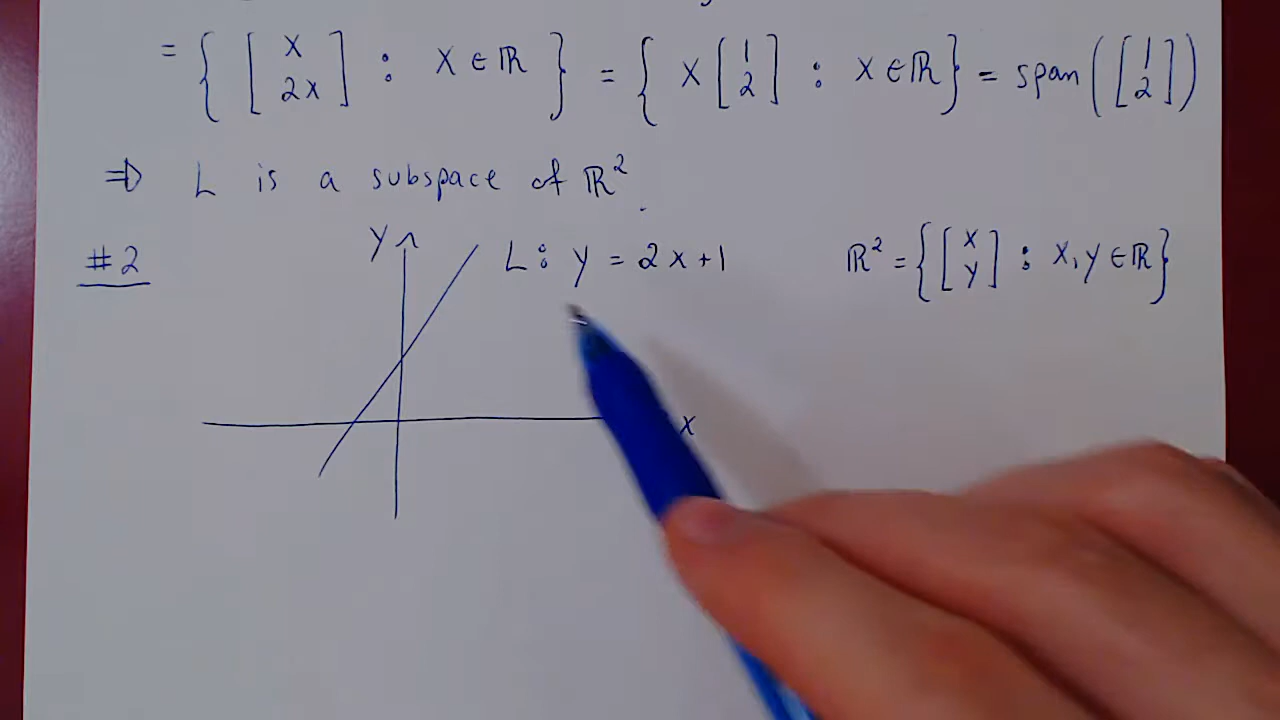 = { [x 2x] : x ∈ ℝ } = { x [1 2] : x ∈ ℝ } = span([1 2])
⇒ L is a subspace of ℝ².
#2
y
L: y = 2x+1
ℝ² = { [x y] : x, y ∈ ℝ }
x